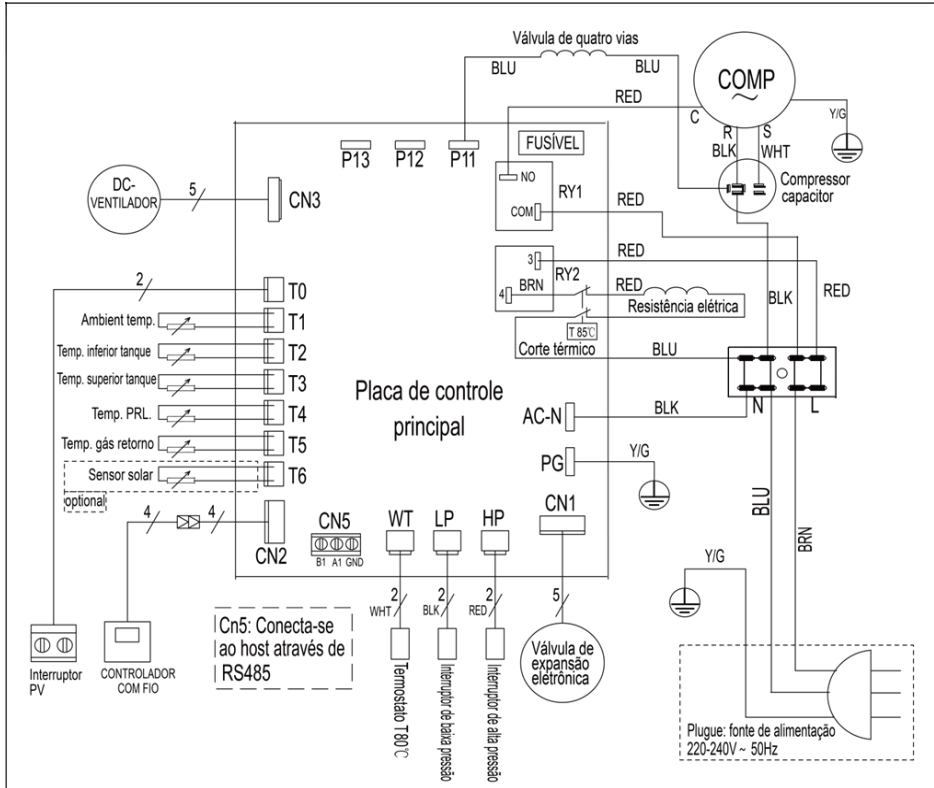 Válvula de quatro vias
BLU
BLU
COMP
~
RED
C
R
S
Y/G
BLK
WHT
P13
P12
P11
FUSÍVEL
NO
RY1
COM
RED
Compressor
capacitor
DC-
VENTILADOR
5
CN3
3
RY2
RED
4
BRN
RED
Resistência elétrica
BLK
RED
T 85℃
Corte térmico
BLU
2
T0
Ambient temp.
T1
Temp. inferior tanque
T2
Temp. superior tanque
T3
Temp. PRL.
T4
Temp. gás retorno
T5
Sensor solar
T6
optional
Placa de controle
principal
AC-N
BLK
N
L
PG
Y/G
4
4
CN2
CN5
B1 A1 GND
WT
LP
HP
CN1
BLU
BRN
Y/G
2
WHT
2
BLK
2
RED
5
Cn5: Conecta-se
ao host através de
RS485
Interruptor
PV
CONTROLADOR
COM FIO
Termostato T 80℃
Interruptor de baixa pressão
Interruptor de alta pressão
Válvula de
expansão
eletrônica
Plugue: fonte de alimentação
220-240V ~ 50Hz